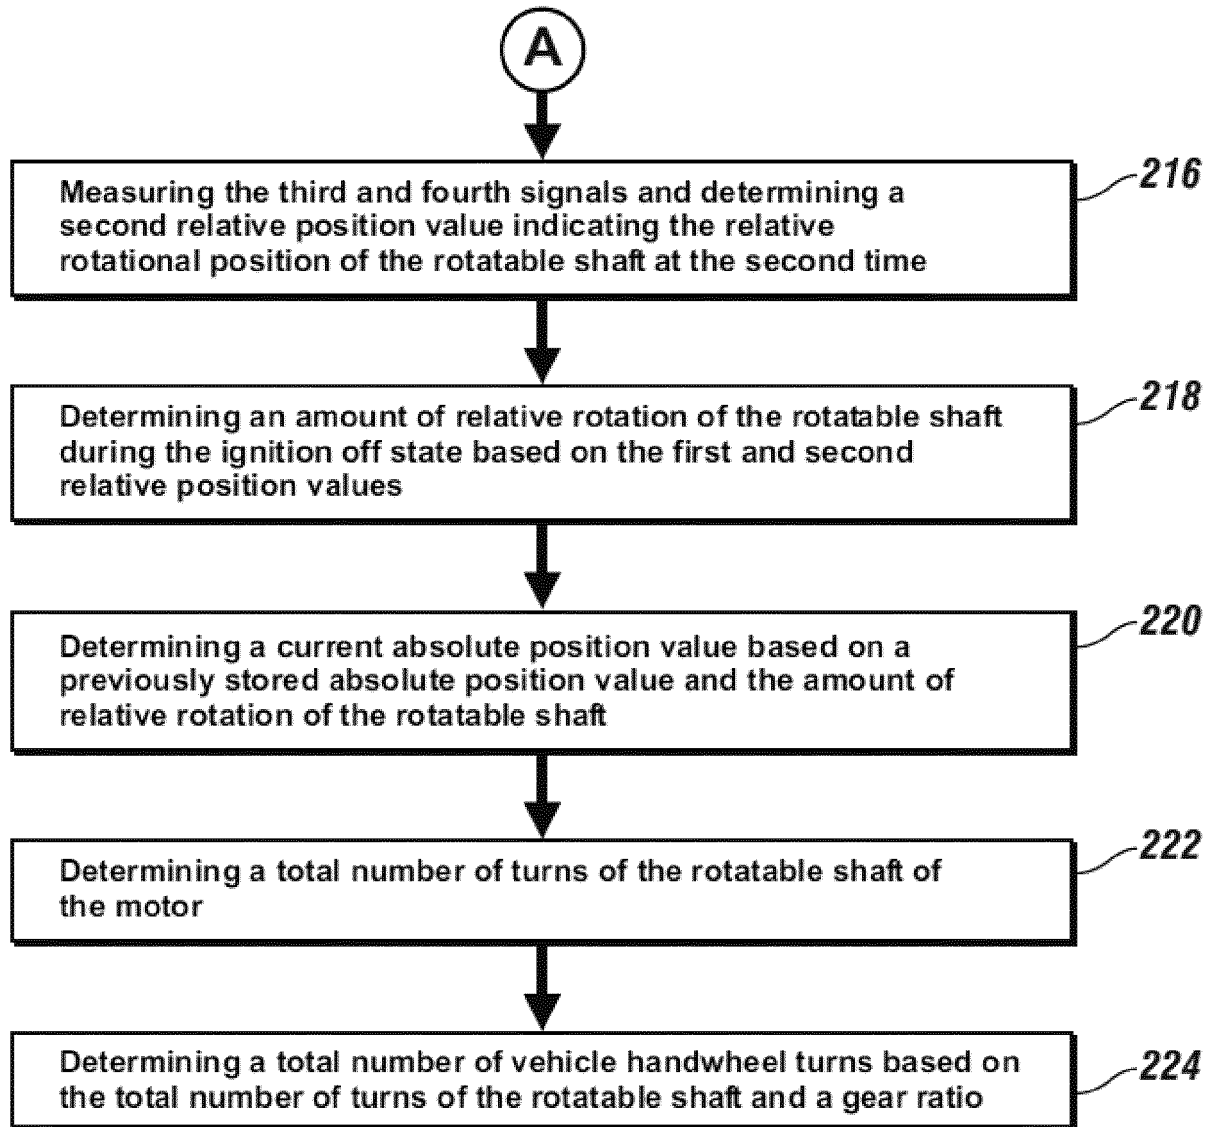 A
Measuring the third and fourth signals and determining a
second relative position value indicating the relative
rotational position of the rotatable shaft at the second time
216
Determining an amount of relative rotation of the rotatable shaft
during the ignition off state based on the first and second
relative position values
218
Determining a current absolute position value based on a
previously stored absolute position value and the amount of
relative rotation of the rotatable shaft
220
Determining a total number of turns of the rotatable shaft of
the motor
222
Determining a total number of vehicle handwheel turns based on
the total number of turns of the rotatable shaft and a gear ratio
224